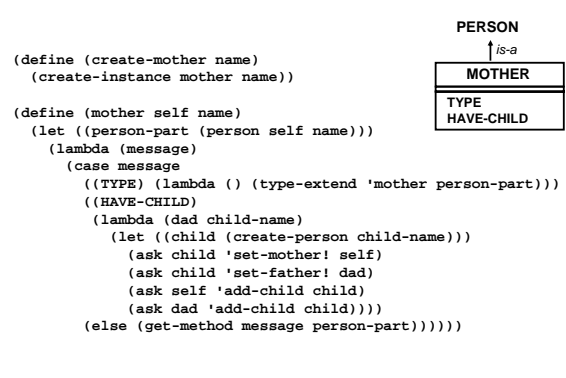 (define (create-mother name)
  (create-instance mother name))

(define (mother self name)
  (let ((person-part (person self name)))
    (lambda (message)
      (case message
        ((TYPE) (lambda () (type-extend 'mother person-part)))
        ((HAVE-CHILD)
         (lambda (dad child-name)
           (let ((child (create-person child-name)))
             (ask child 'set-mother! self)
             (ask child 'set-father! dad)
             (ask self 'add-child child)
             (ask dad 'add-child child))))
        (else (get-method message person-part))))))
PERSON
is-a
MOTHER
TYPE
HAVE-CHILD